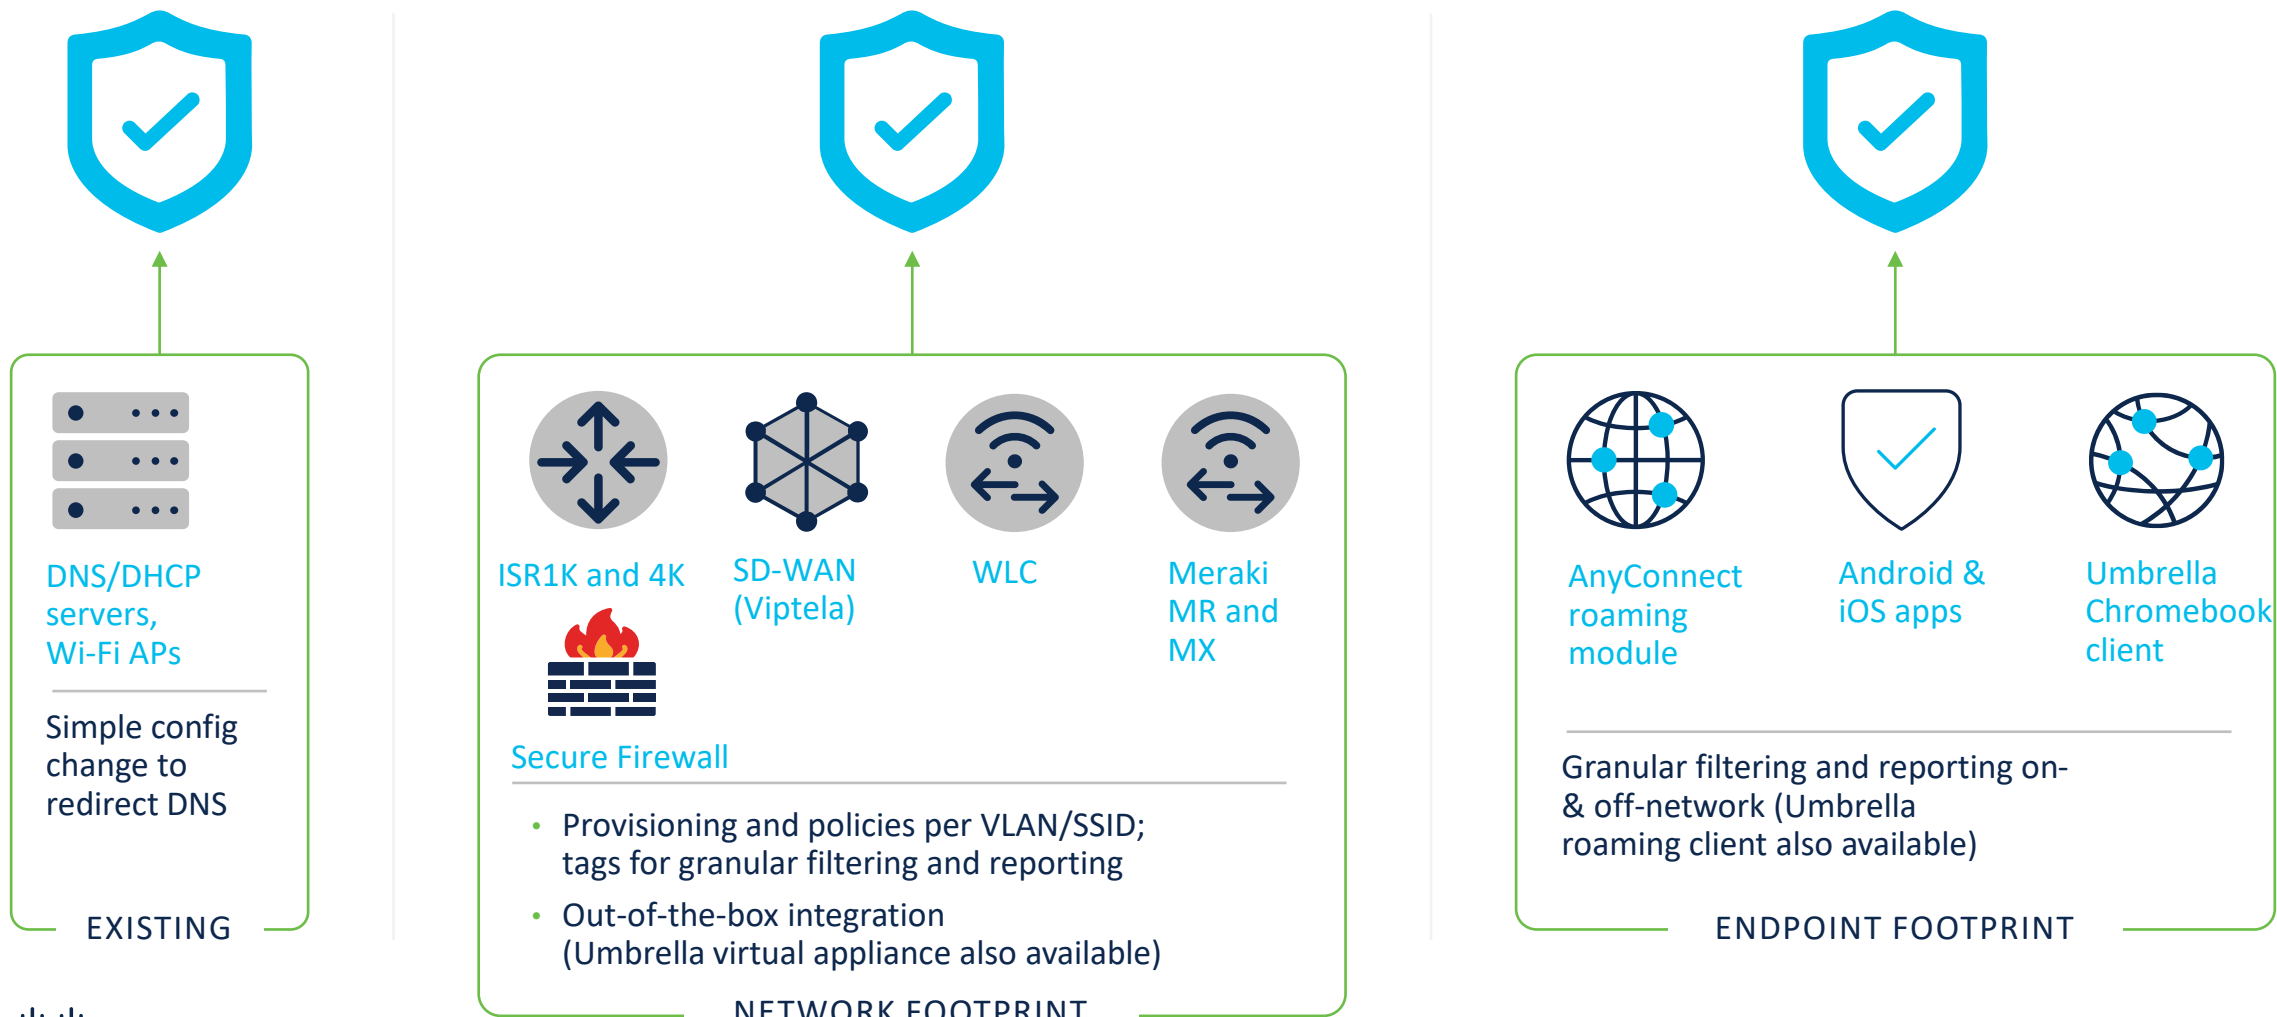 DNS/DHCP
servers,
Wi-Fi APs
Simple config
change to
redirect DNS
EXISTING
ISR1K and 4K
SD-WAN
(Viptela)
WLC
Meraki
MR and
MX
Secure Firewall
• Provisioning and policies per VLAN/SSID;
tags for granular filtering and reporting
• Out-of-the-box integration
(Umbrella virtual appliance also available)
NETWORK FOOTPRINT
AnyConnect
roaming
module
Android &
iOS apps
Umbrella
Chromebook
client
Granular filtering and reporting on-
& off-network (Umbrella
roaming client also available)
ENDPOINT FOOTPRINT